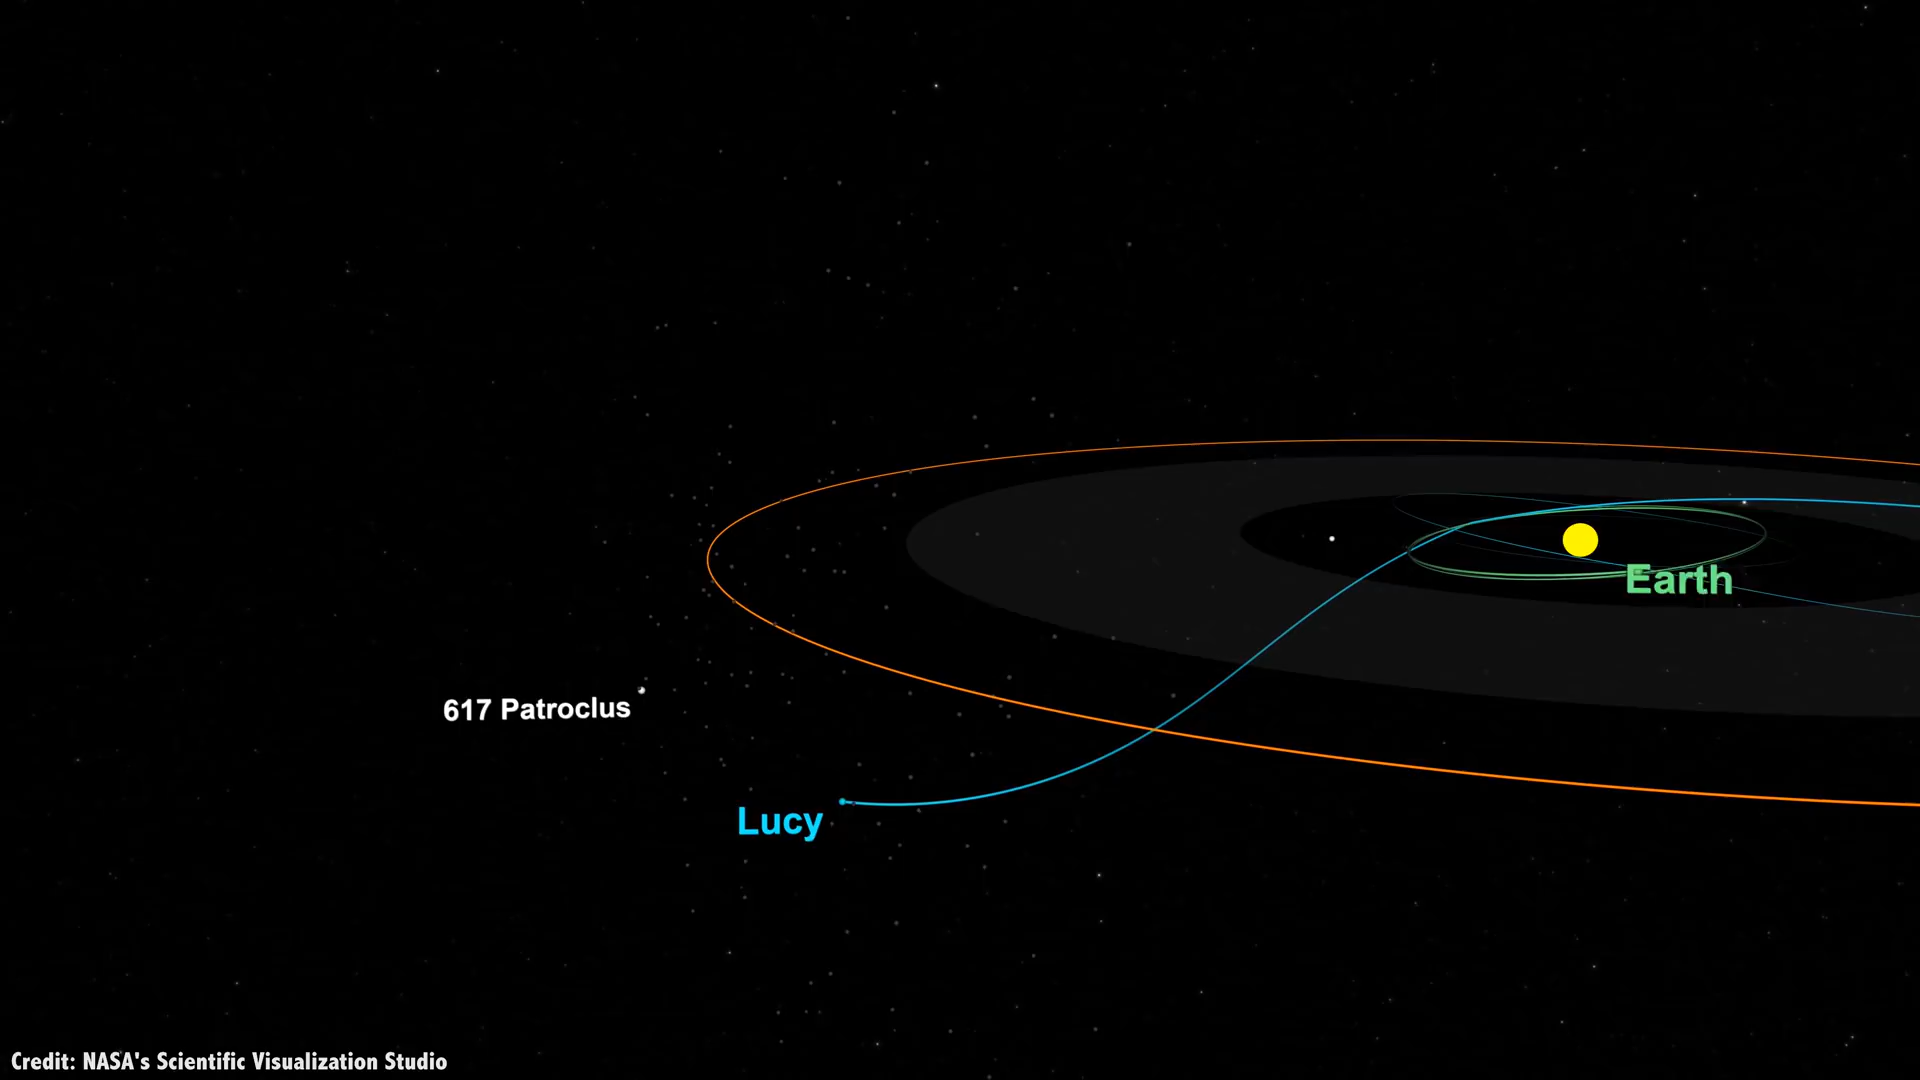 Earth
617 Patroclus
Lucy
Credit: NASA's Scientific Visualization Studio